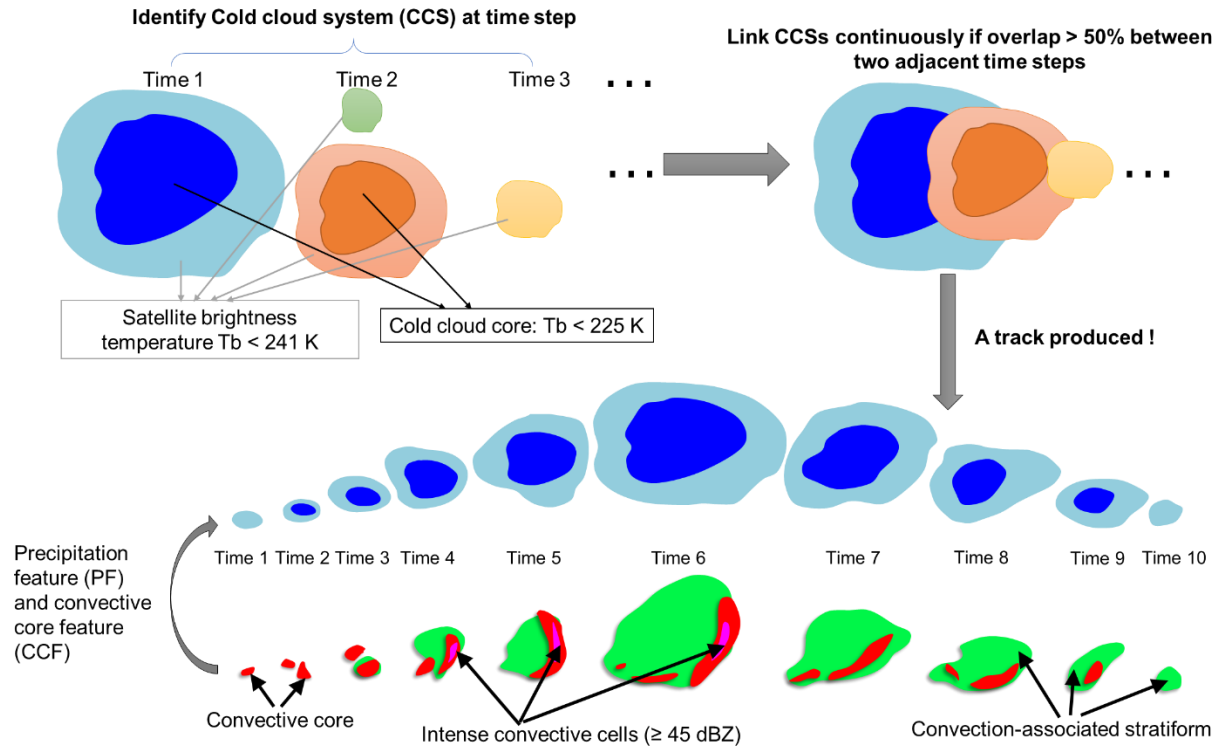 Identify Cold cloud system (CCS) at time step
Time 1
Time 2
Time 3
...
...
Satellite brightness
temperature Tb < 241 K
Cold cloud core: Tb < 225 K
Link CCSs continuously if overlap > 50% between
two adjacent time steps
...
A track produced !
Precipitation
feature (PF)
and convective
core feature
(CCF)
Time 1
Time 2
Time 3
Time 4
Time 5
Time 6
Time 7
Time 8
Time 9
Time 10
Convective core
Intense convective cells (≥ 45 dBZ)
Convection-associated stratiform